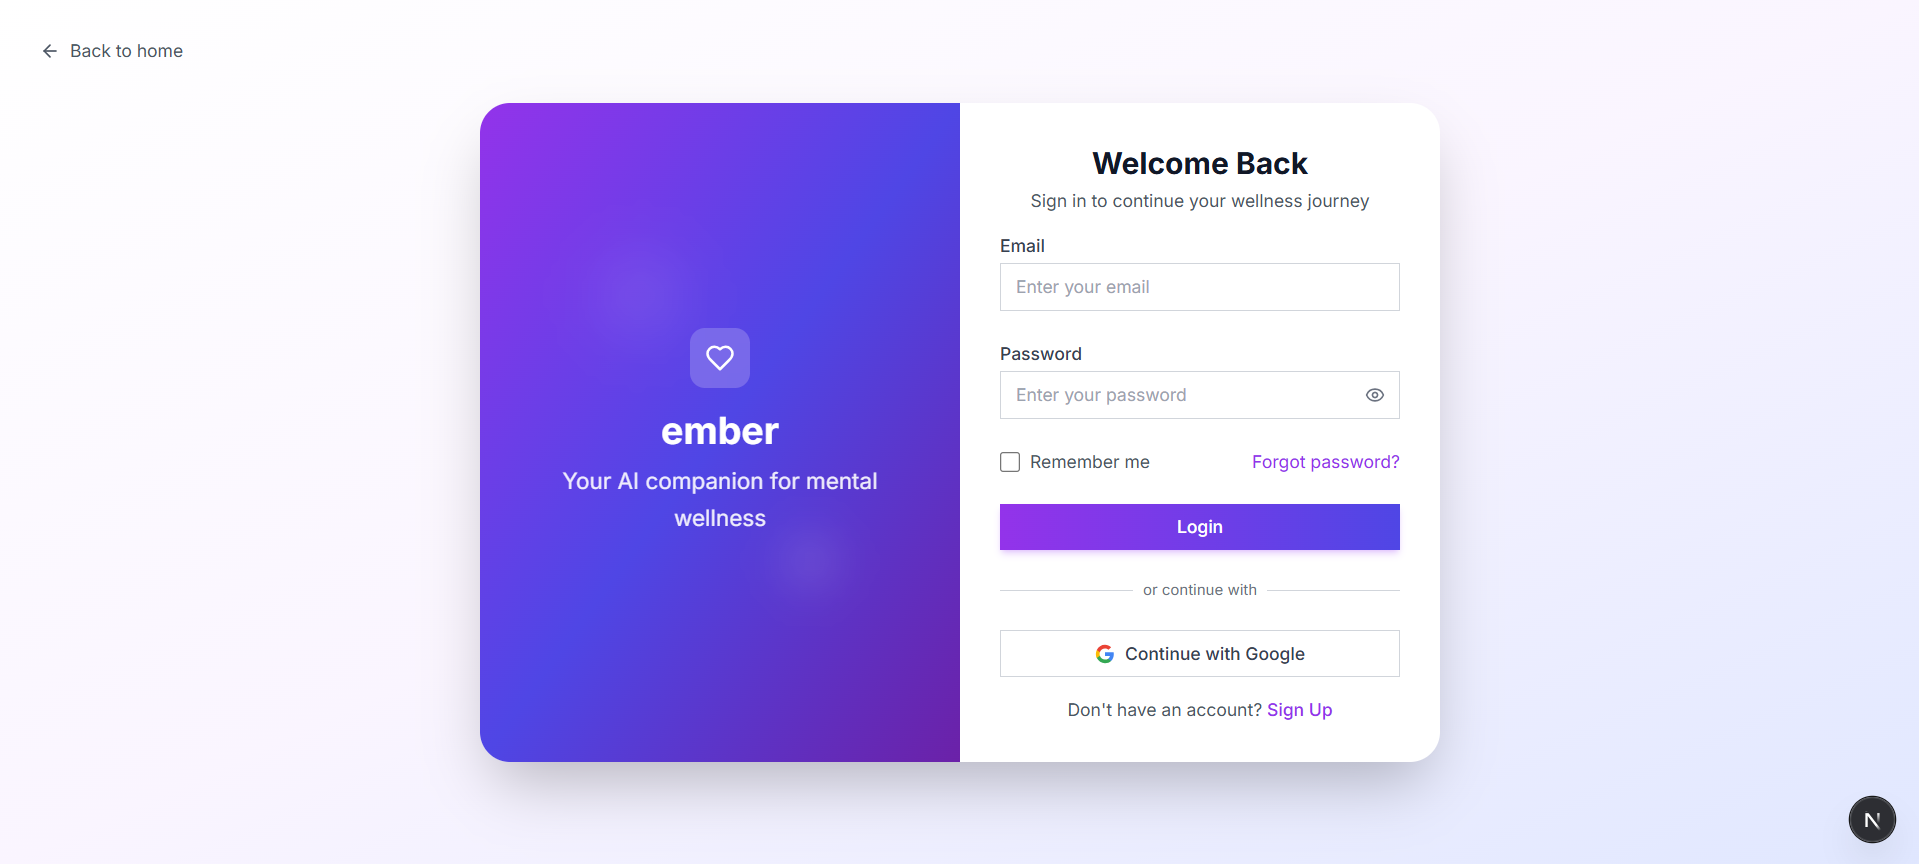 Back to home
ember
Your AI companion for mental
wellness
Welcome Back
Sign in to continue your wellness journey
Email
Enter your email
Password
Enter your password
Remember me
Forgot password?
Login
or continue with
Continue with Google
Don't have an account? Sign Up
N